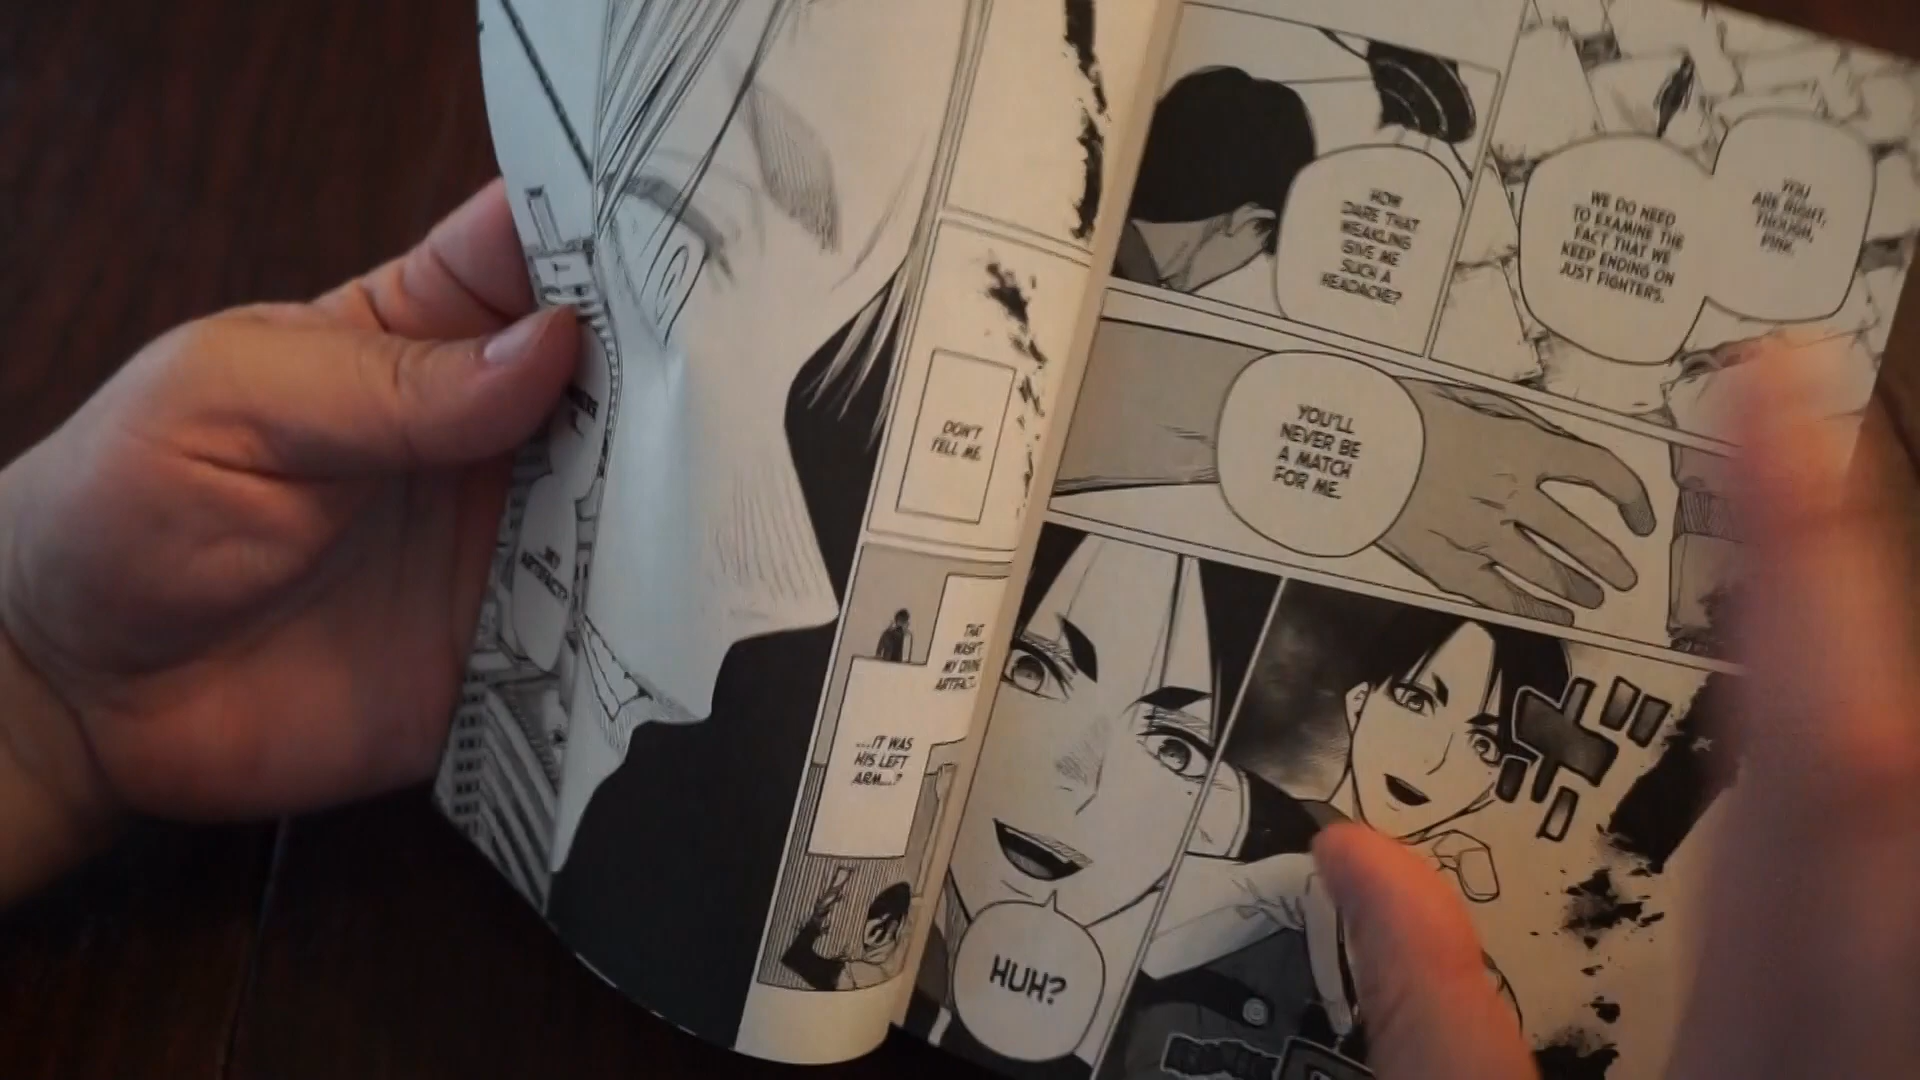 YOU
ARE RIGHT,
THOUGH,
PINK.
WE DO NEED
TO EXAMINE THE
FACT THAT WE
KEEP ENDING ON
JUST FIGHTERS.
HOW
DARE THAT
WEAKLING
GIVE ME
SUCH A
HEADACHE?
YOU'LL
NEVER BE
A MATCH
FOR ME.
HUH?
DON'T
TELL ME.
THAT
WASN'T
MY DIVINE
ARTIFACT-
....IT WAS
HIS LEFT
ARM....?
ARTIFACT?